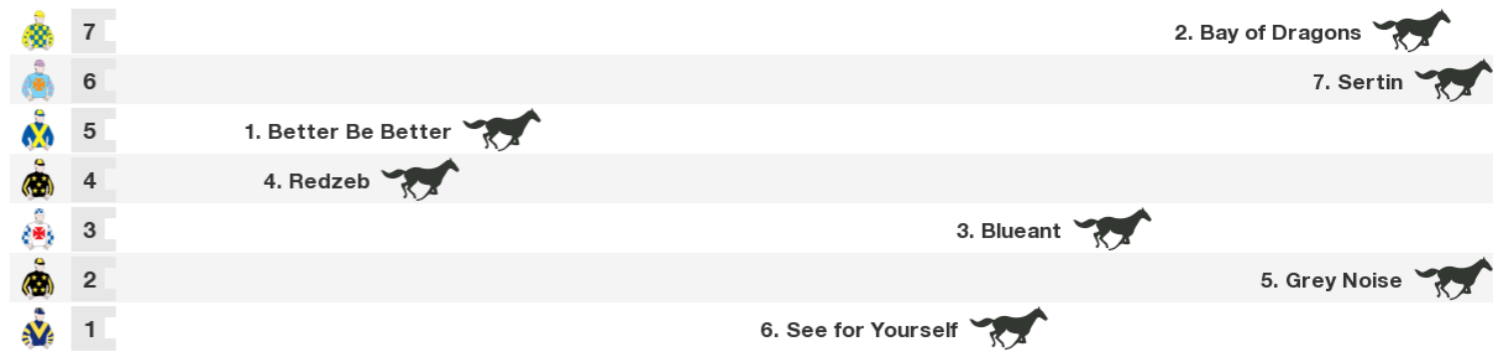 7 2. Bay of Dragons
6 7. Sertin
5 1. Better Be Better
4 4. Redzeb
3 3. Blueant
2 5. Grey Noise
1 6. See for Yourself